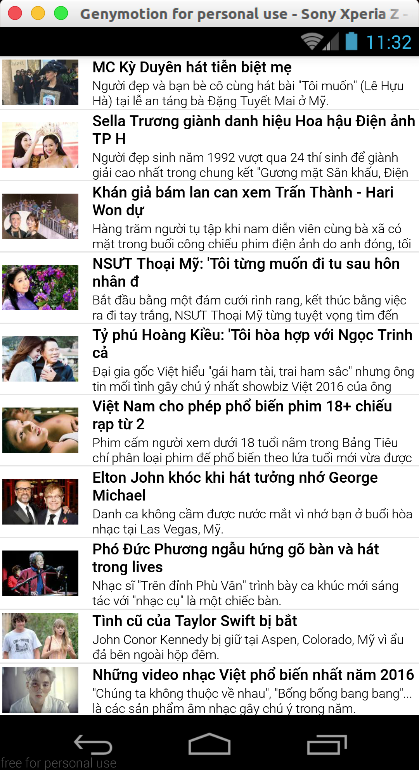 Genymotion for personal use - Sony Xperia Z -
11:32
MC Kỳ Duyên hát tiễn biệt mẹ
Người đẹp và bạn bè cô cùng hát bài "Tôi muốn" (Lê Hựu
Hà) tại lễ an táng bà Đặng Tuyết Mai ở Mỹ.
Sella Trương giành danh hiệu Hoa hậu Điện ảnh
TP H
Người đẹp sinh năm 1992 vượt qua 24 thí sinh để giành
giải cao nhất trong chung kết "Gương mặt Sân khấu, Điện
Khán giả bám lan can xem Trấn Thành - Hari
Won dự
Hàng trăm người tụ tập khi nam diễn viên cùng bà xã có
mặt trong buổi công chiếu phim điện ảnh do anh đóng, tối
NSƯT Thoại Mỹ: 'Tôi từng muốn đi tu sau hôn
nhân đ
Bắt đầu bằng một đám cưới rình rang, kết thúc bằng việc
ra đi tay trắng, NSƯT Thoại Mỹ từng tuyệt vọng tìm đến
Tỷ phú Hoàng Kiều: 'Tôi hòa hợp với Ngọc Trinh
cả
Đại gia gốc Việt hiểu "gái ham tài, trai ham sắc" nhưng ông
tin mối tình gây chú ý nhất showbiz Việt 2016 của ông
Việt Nam cho phép phổ biến phim 18+ chiếu
rạp từ 2
Phim cấm người xem dưới 18 tuổi nằm trong Bảng Tiêu
chí phân loại phim để phổ biến theo lứa tuổi mới vừa được
Elton John khóc khi hát tưởng nhớ George
Michael
Danh ca không cầm được nước mắt vì nhớ bạn ở buổi hòa
nhạc tại Las Vegas, Mỹ.
Phó Đức Phương ngẫu hứng gõ bàn và hát
trong lives
Nhạc sĩ "Trên đỉnh Phù Vân" trình bày ca khúc mới sáng
tác với "nhạc cụ" là một chiếc bàn.
Tình cũ của Taylor Swift bị bắt
John Conor Kennedy bị giữ tại Aspen, Colorado, Mỹ vì ẩu
đả bên ngoài hộp đêm.
Những video nhạc Việt phổ biến nhất năm 2016
"Chúng ta không thuộc về nhau", "Bống bống bang bang"...
là các sản phẩm âm nhạc gây chú ý trong năm.
free for personal use